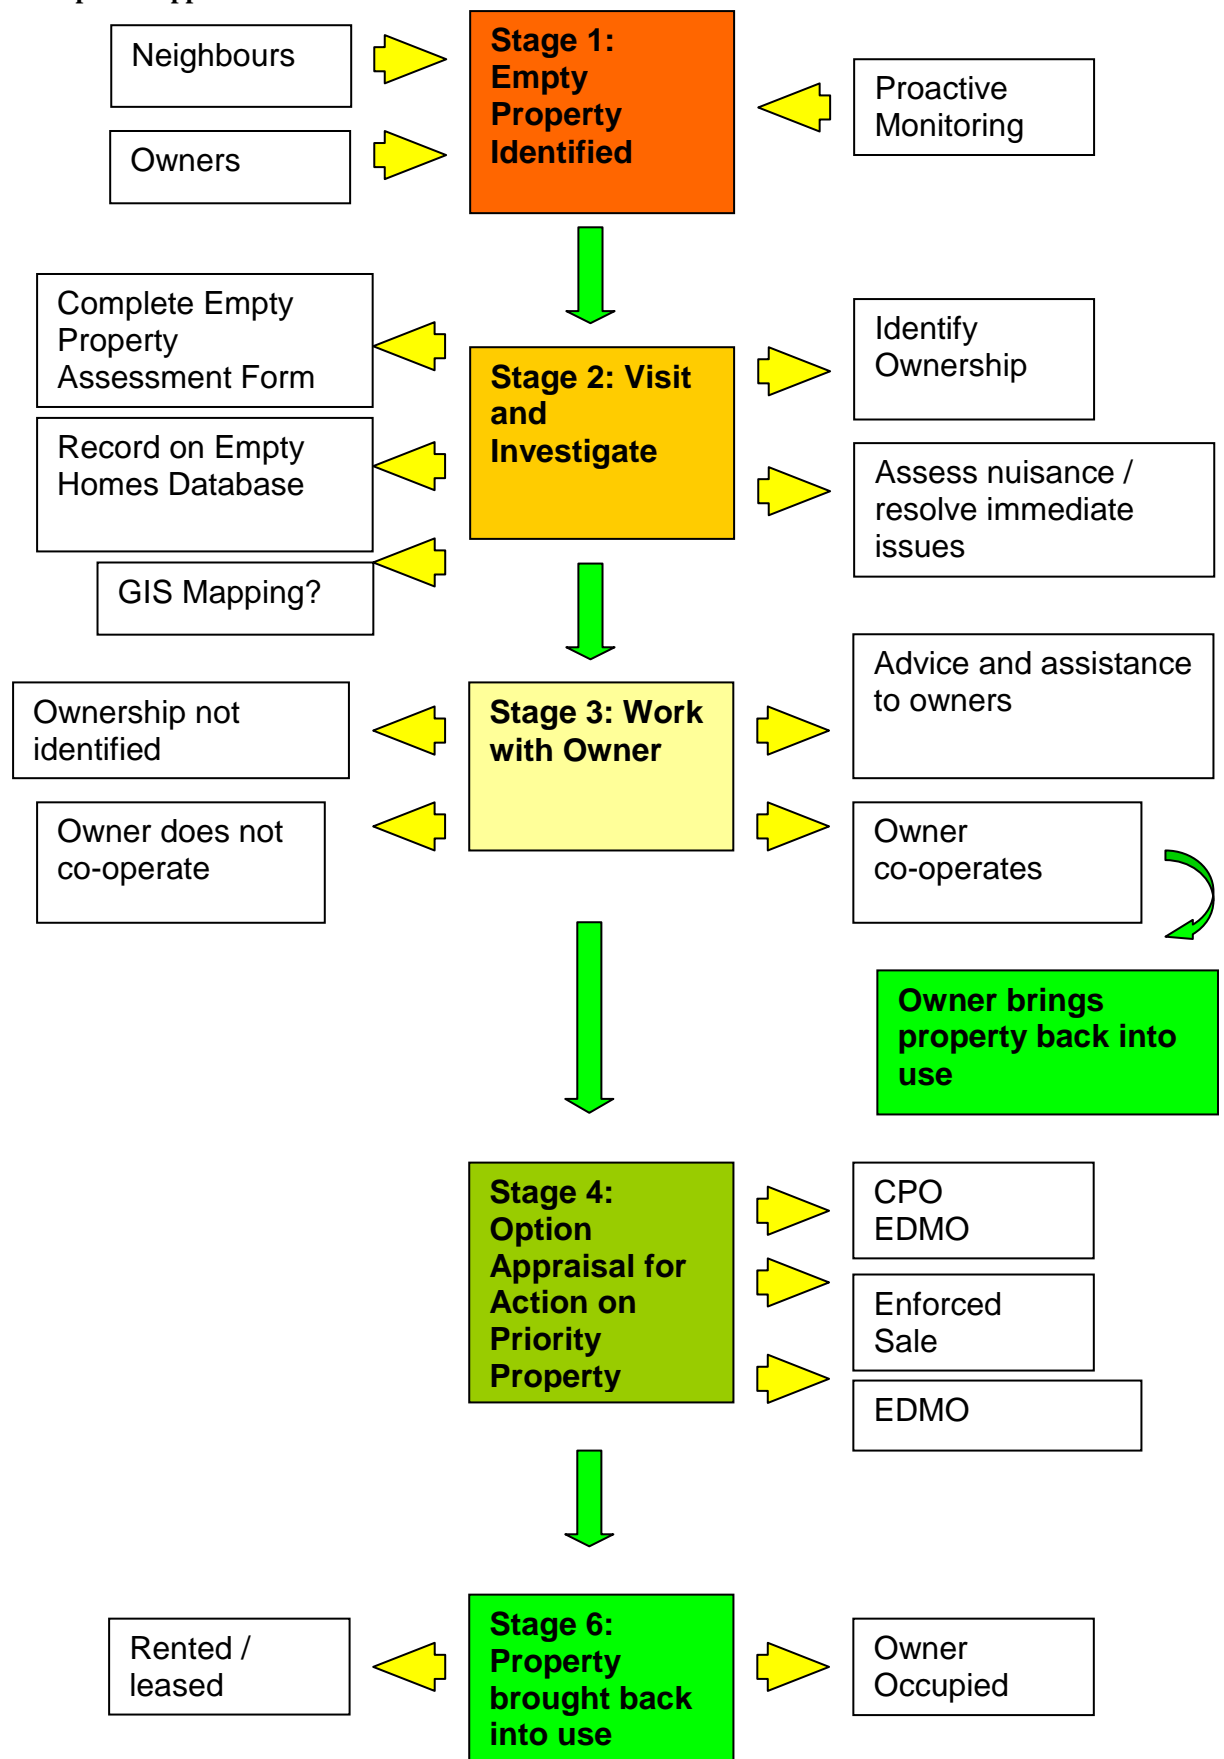 Neighbours
Owners
Stage 1:
Empty
Property
Identified
Proactive
Monitoring
Complete Empty
Property
Assessment Form
Record on Empty
Homes Database
GIS Mapping?
Stage 2: Visit
and
Investigate
Identify
Ownership
Assess nuisance /
resolve immediate
issues
Ownership not
identified
Owner does not
co-operate
Stage 3: Work
with Owner
Advice and assistance
to owners
Owner
co-operates
Owner brings
property back into
use
Stage 4:
Option
Appraisal for
Action on
Priority
Property
CPO
EDMO
Enforced
Sale
EDMO
Rented /
leased
Stage 6:
Property
brought back
into use
Owner
Occupied